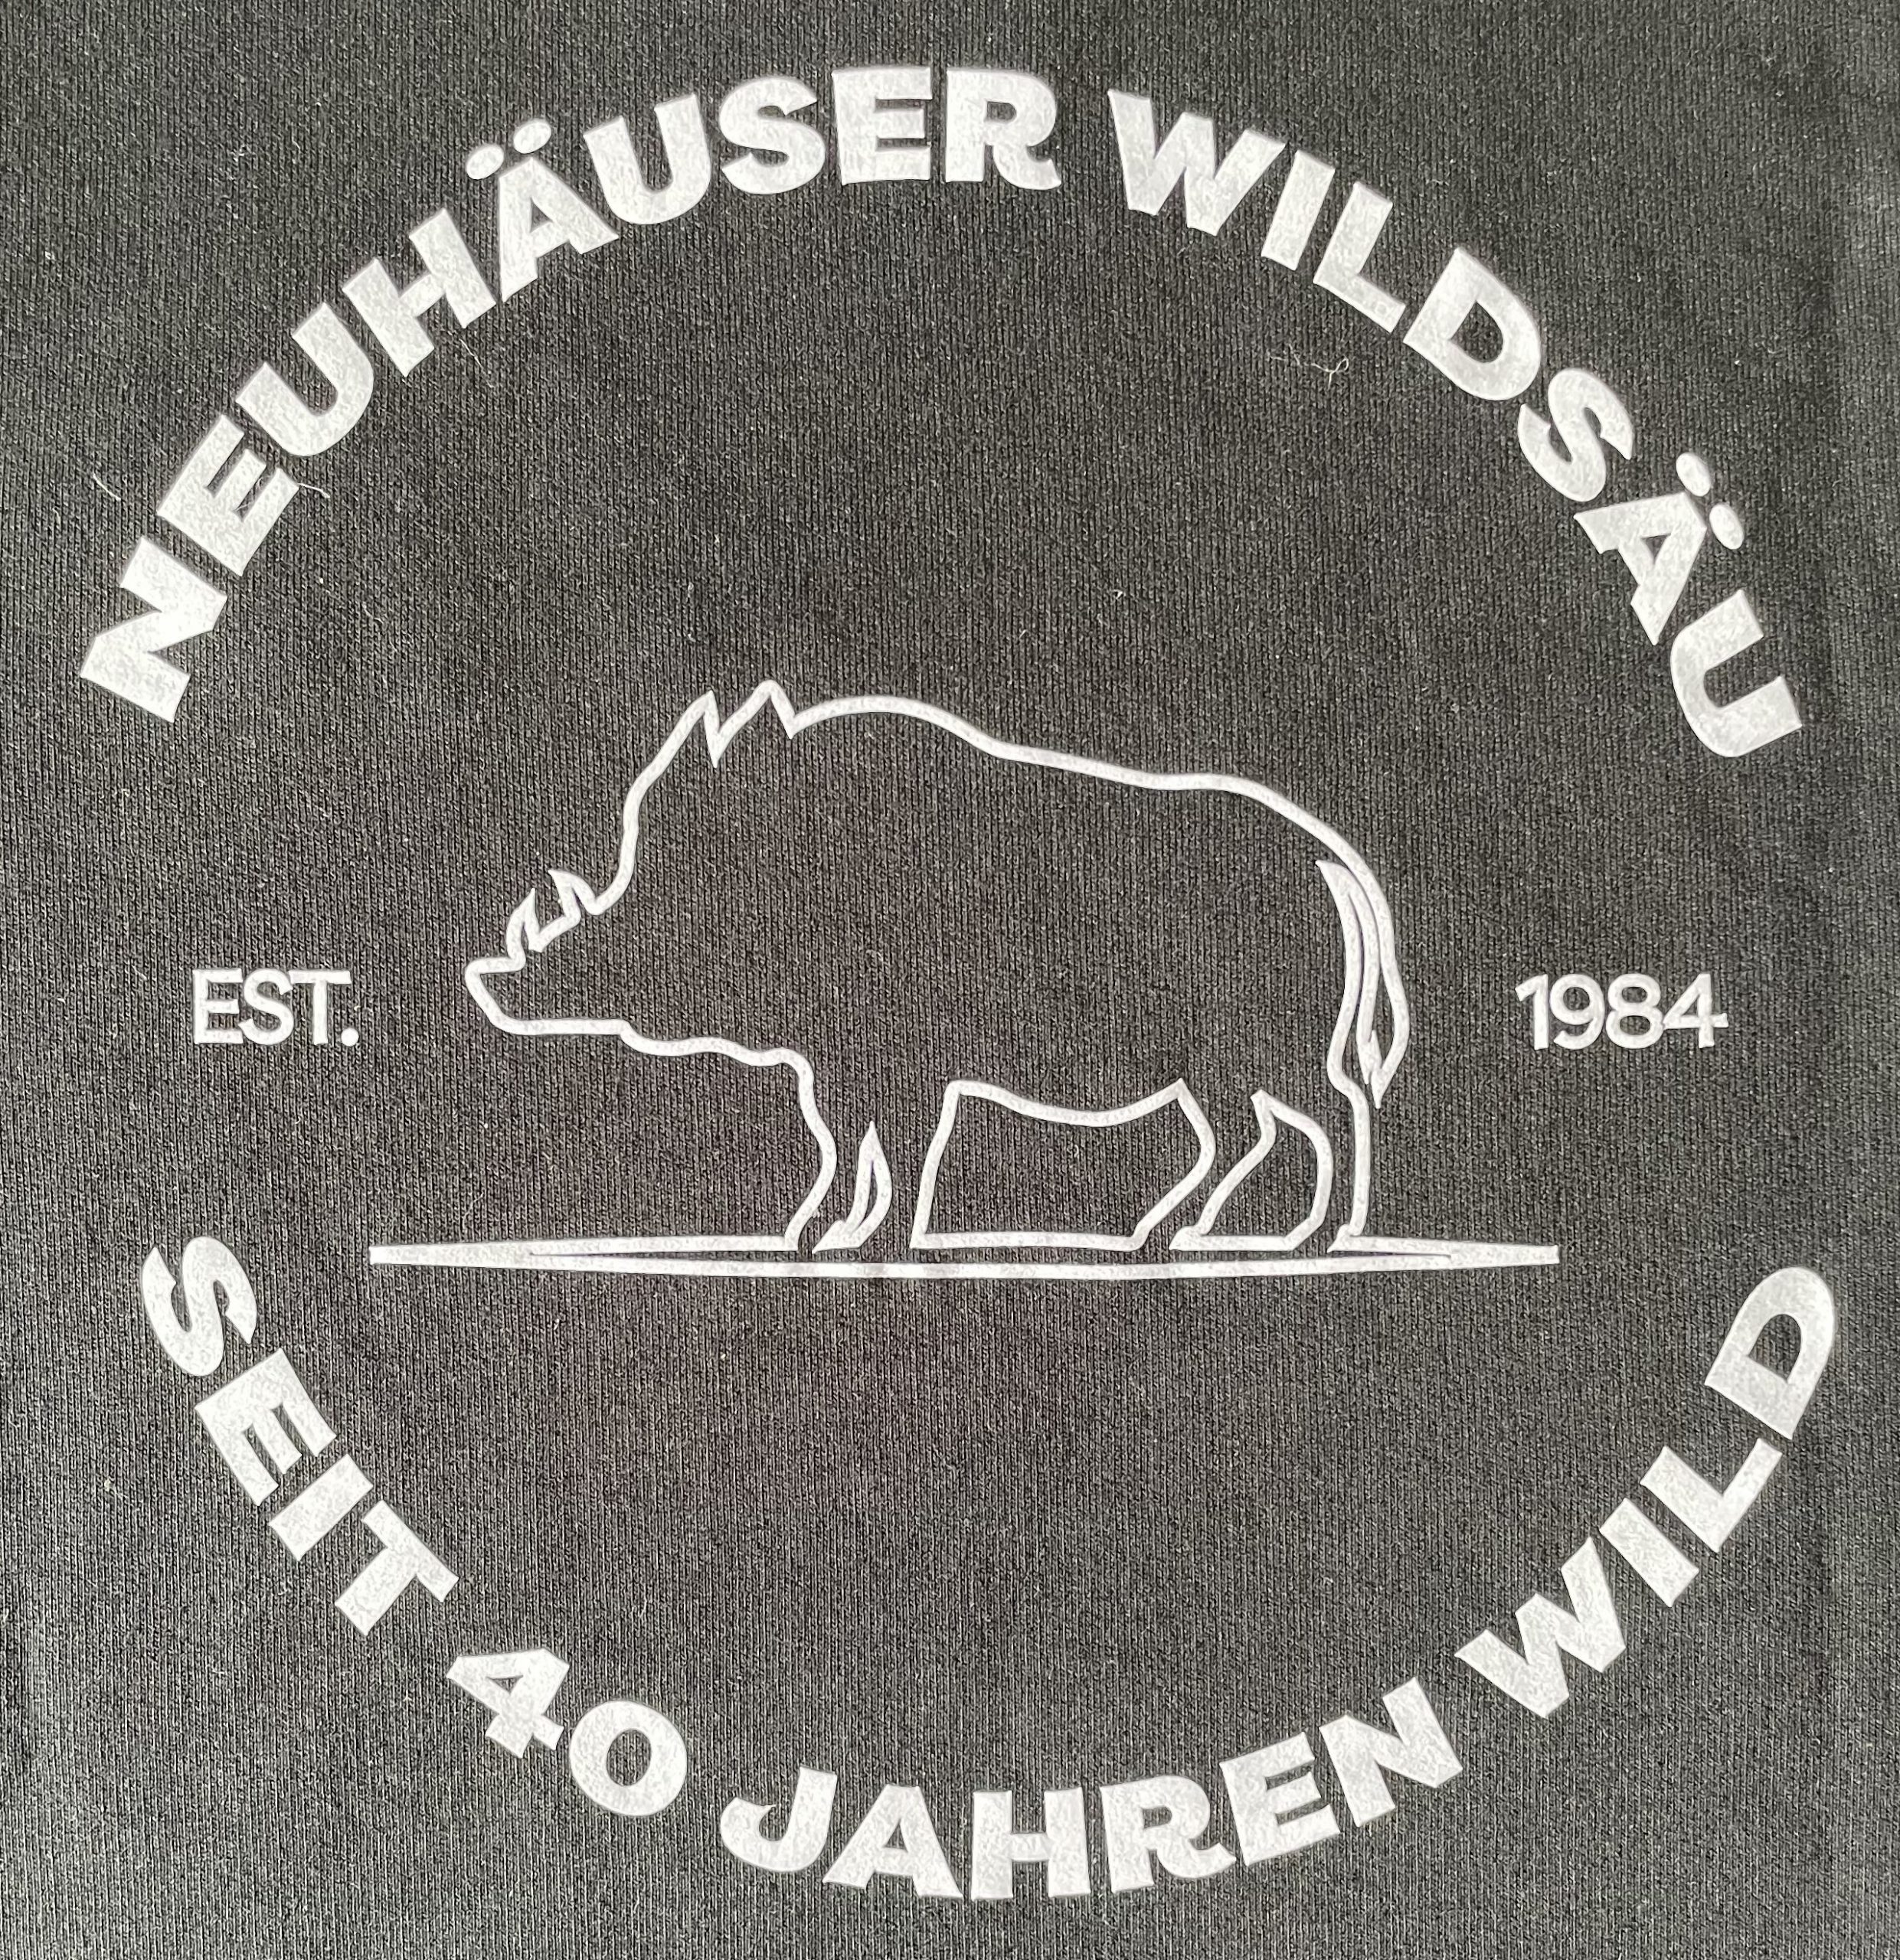 NEUHÄUSER WILDSÄU
EST. 1984
SEIT 40 JAHREN WILD